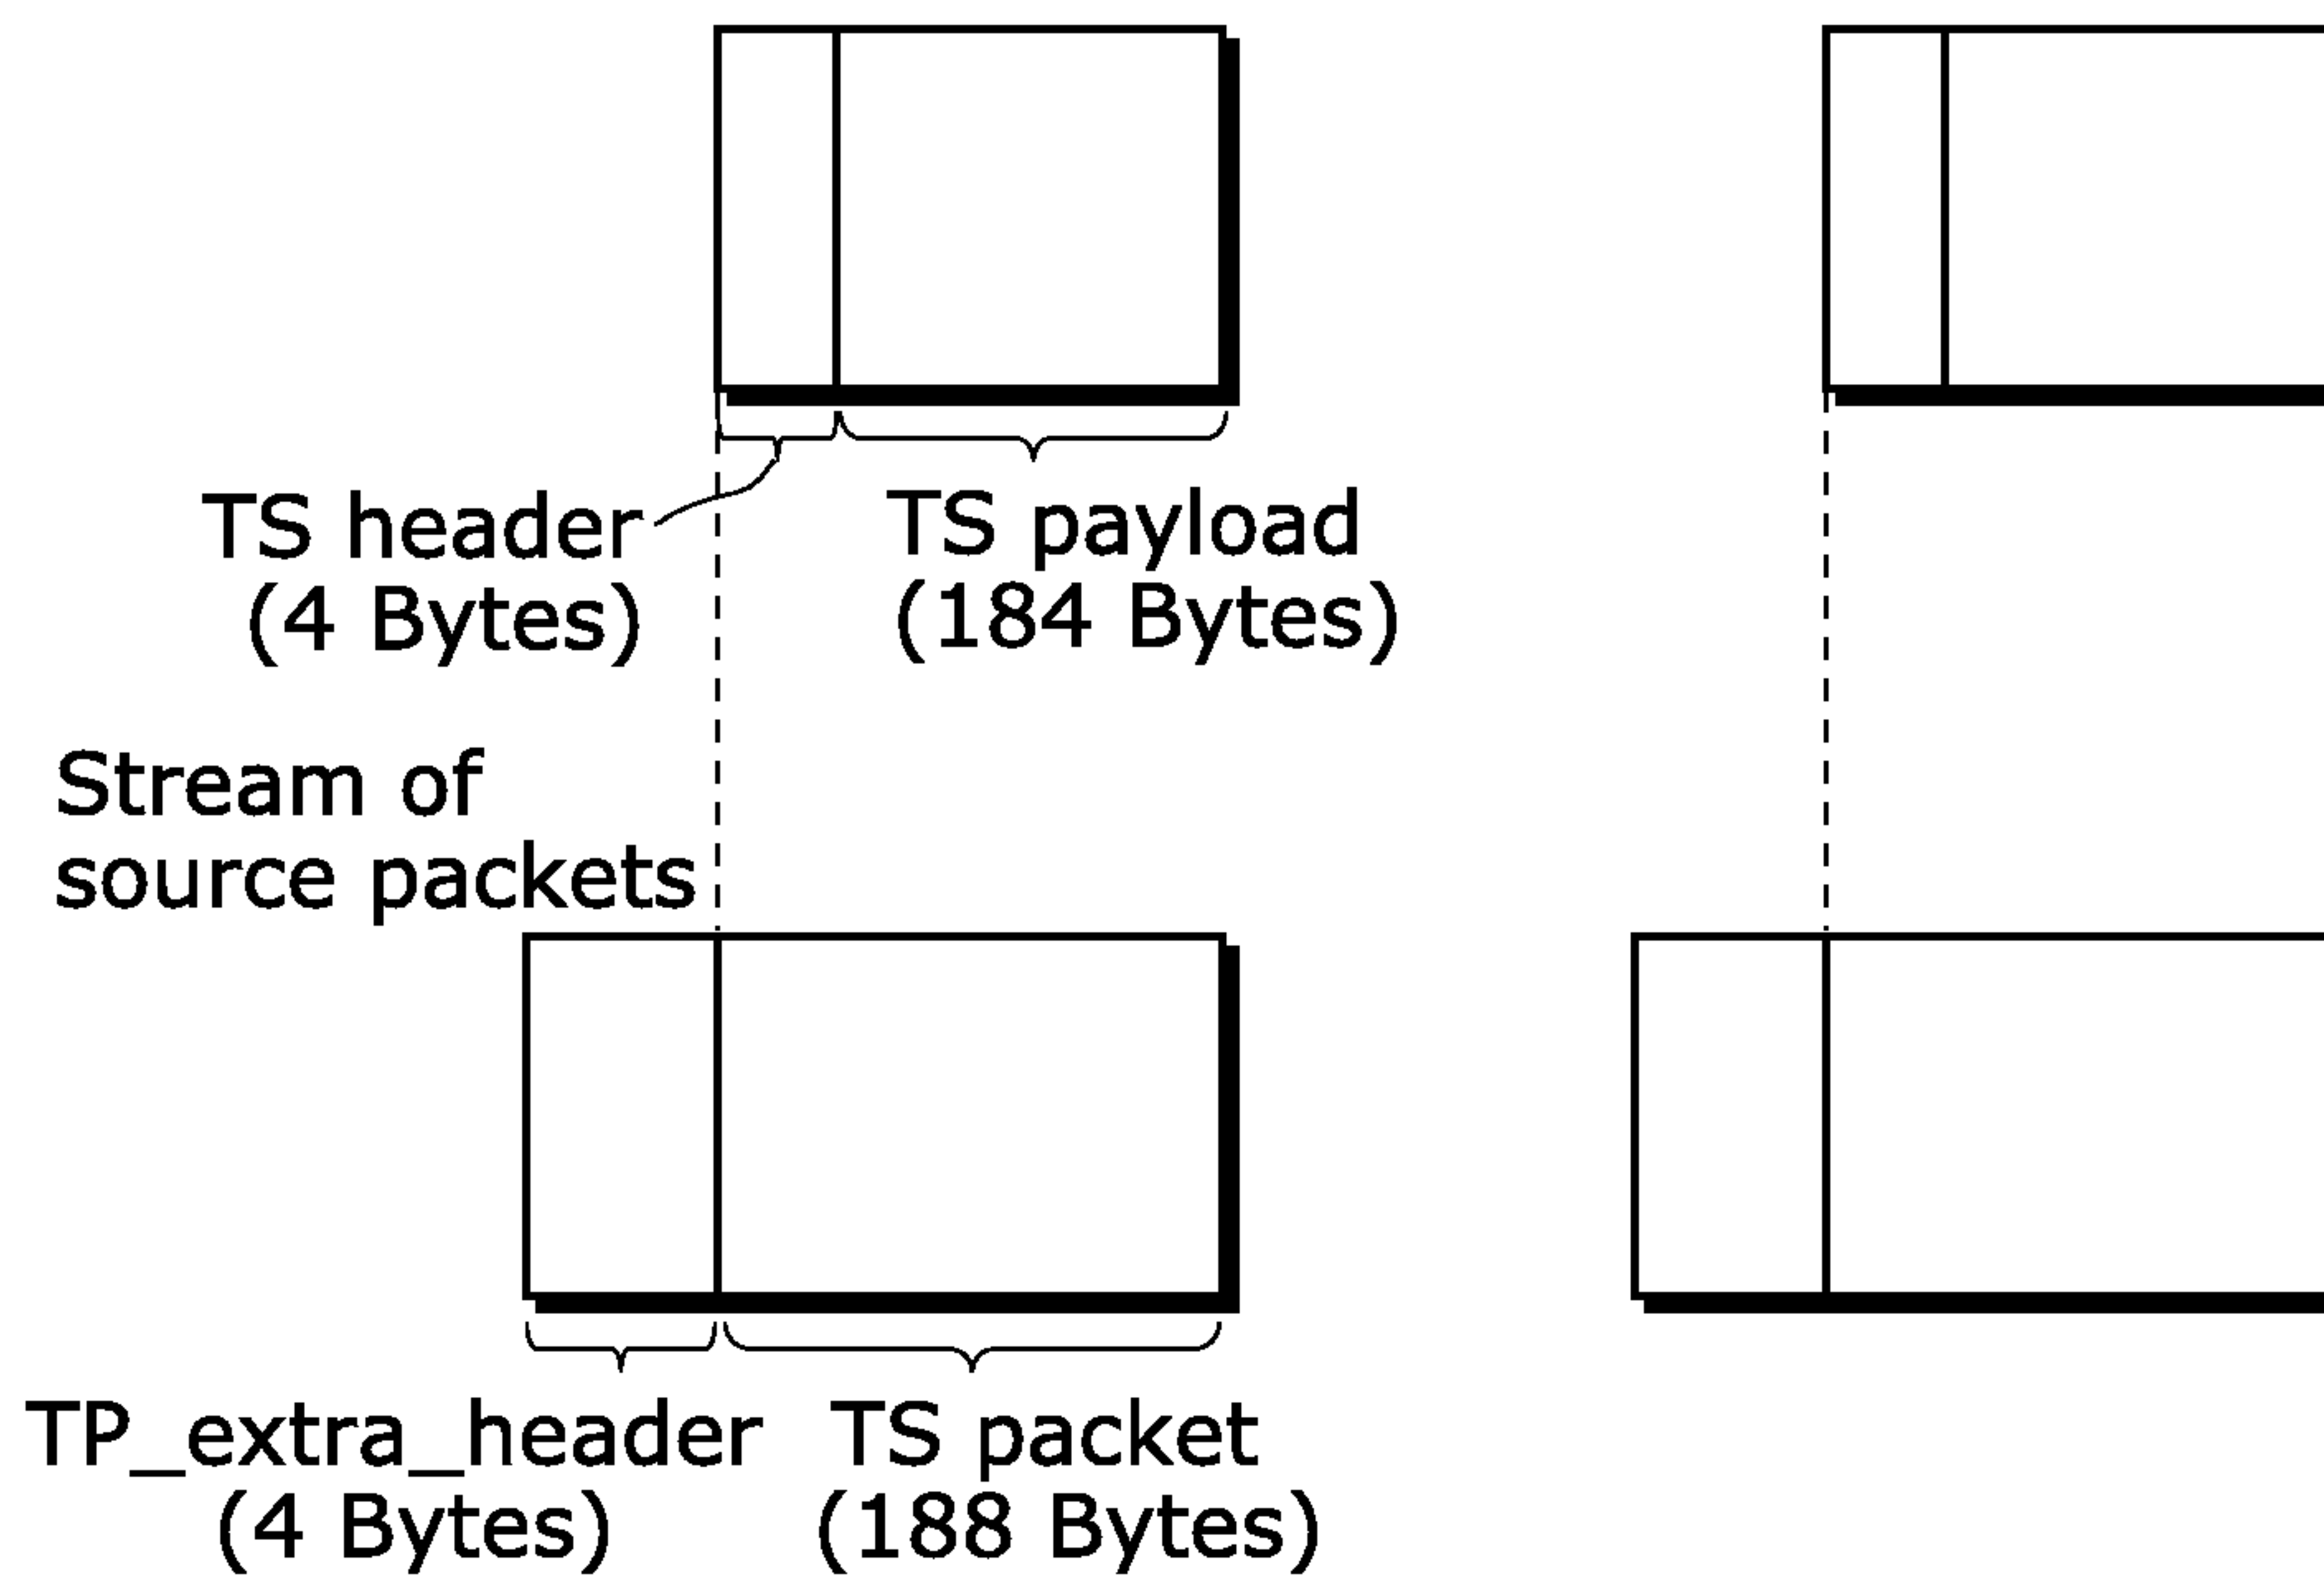 TS header
(4 Bytes)
TS payload
(184 Bytes)
Stream of
source packets
TP_extra_header
(4 Bytes)
TS packet
(188 Bytes)